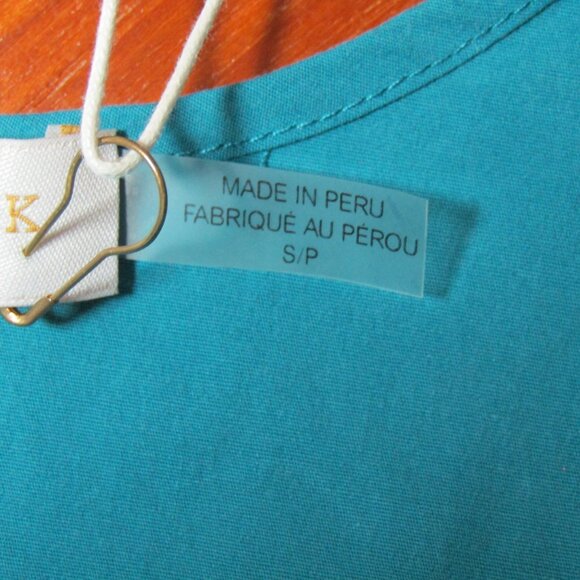 K
MADE IN PERU
FABRIQUÉ AU PÉROU
S/P